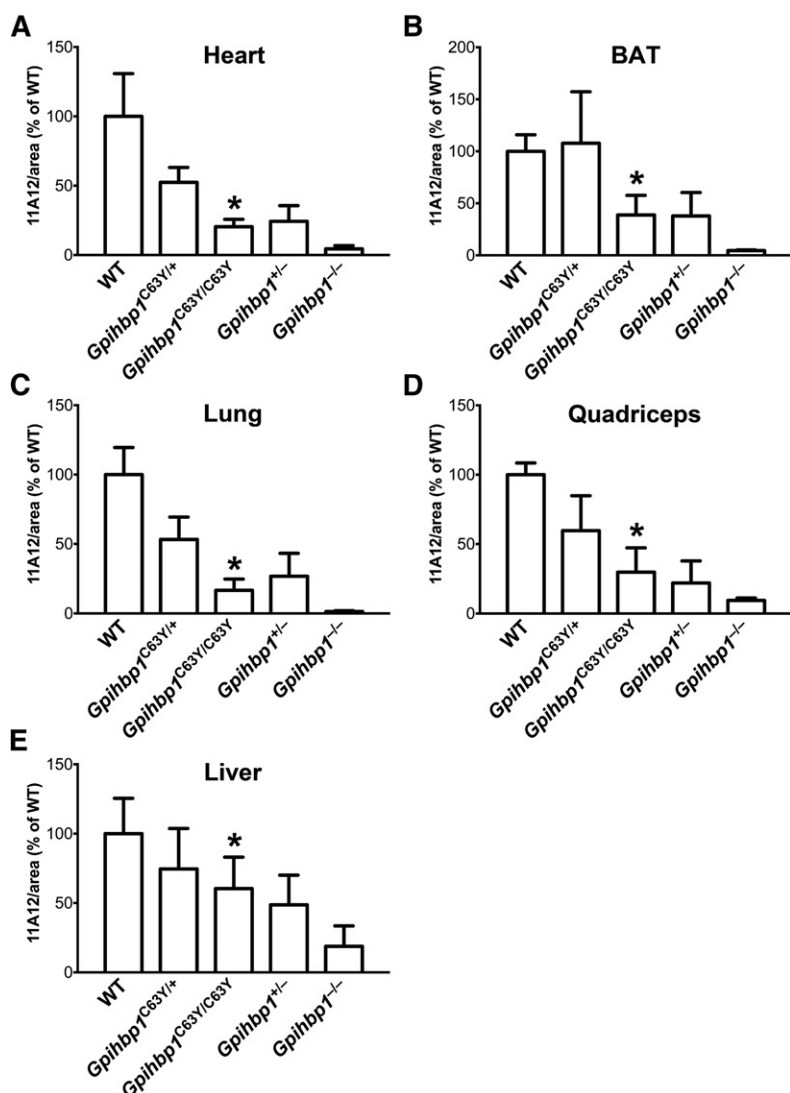 A
Heart
11A12/area (% of WT)
150
100
50
0
*
WT
Gpihbp1C63Y/+
Gpihbp1C63Y/C63Y
Gpihbp1+/–
Gpihbp1–/–
B
BAT
11A12/area (% of WT)
200
150
100
50
0
*
WT
Gpihbp1C63Y/+
Gpihbp1C63Y/C63Y
Gpihbp1+/–
Gpihbp1–/–
C
Lung
11A12/area (% of WT)
150
100
50
0
*
WT
Gpihbp1C63Y/+
Gpihbp1C63Y/C63Y
Gpihbp1+/–
Gpihbp1–/–
D
Quadriceps
11A12/area (% of WT)
150
100
50
0
*
WT
Gpihbp1C63Y/+
Gpihbp1C63Y/C63Y
Gpihbp1+/–
Gpihbp1–/–
E
Liver
11A12/area (% of WT)
150
100
50
0
*
WT
Gpihbp1C63Y/+
Gpihbp1C63Y/C63Y
Gpihbp1+/–
Gpihbp1–/–